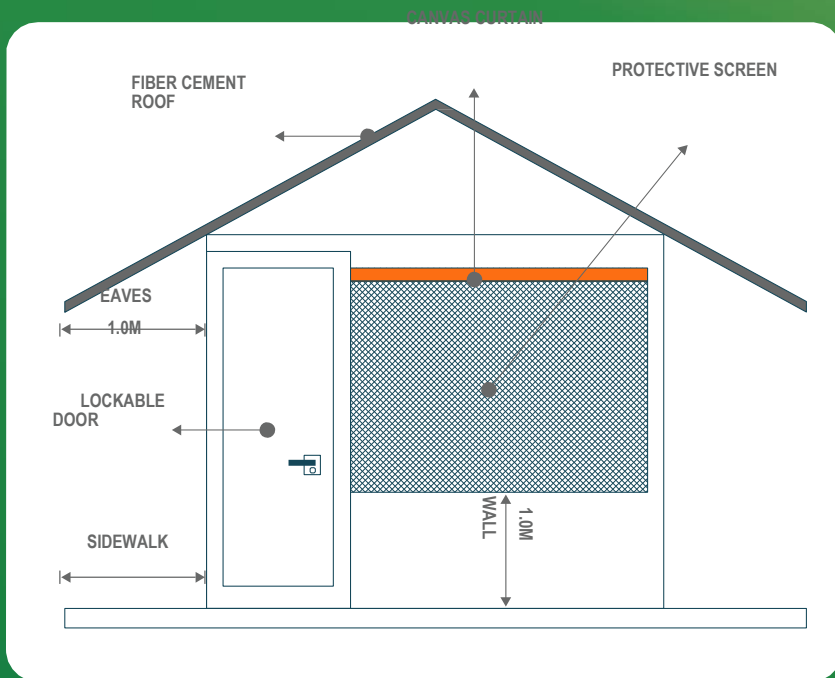 CANVAS CURTAIN
PROTECTIVE SCREEN
FIBER CEMENT
ROOF
EAVES
1.0M
LOCKABLE
DOOR
1.0M
WALL
SIDEWALK